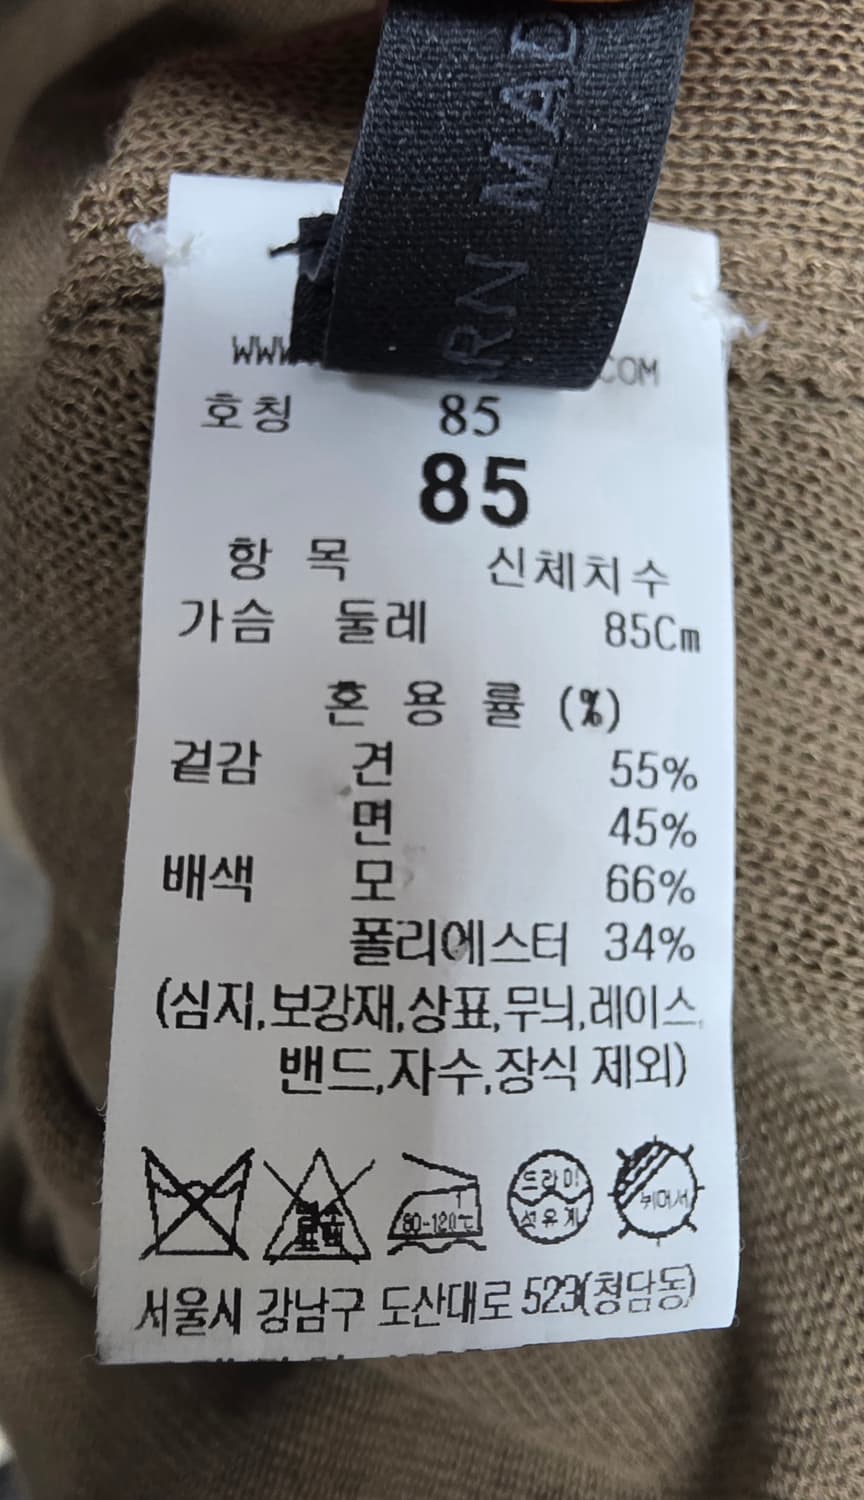 MAD
RN
WWW
COM
호칭 85
85
항 목 신체치수
가슴 둘레 85Cm
혼 용 률 (%)
겉감 견 55%
면 45%
배색 모 66%
폴리에스터 34%
(심지,보강재,상표,무늬,레이스,
밴드,자수,장식 제외)
80-120℃
드라이
석유계
뉘어서
서울시 강남구 도산대로 523(청담동)